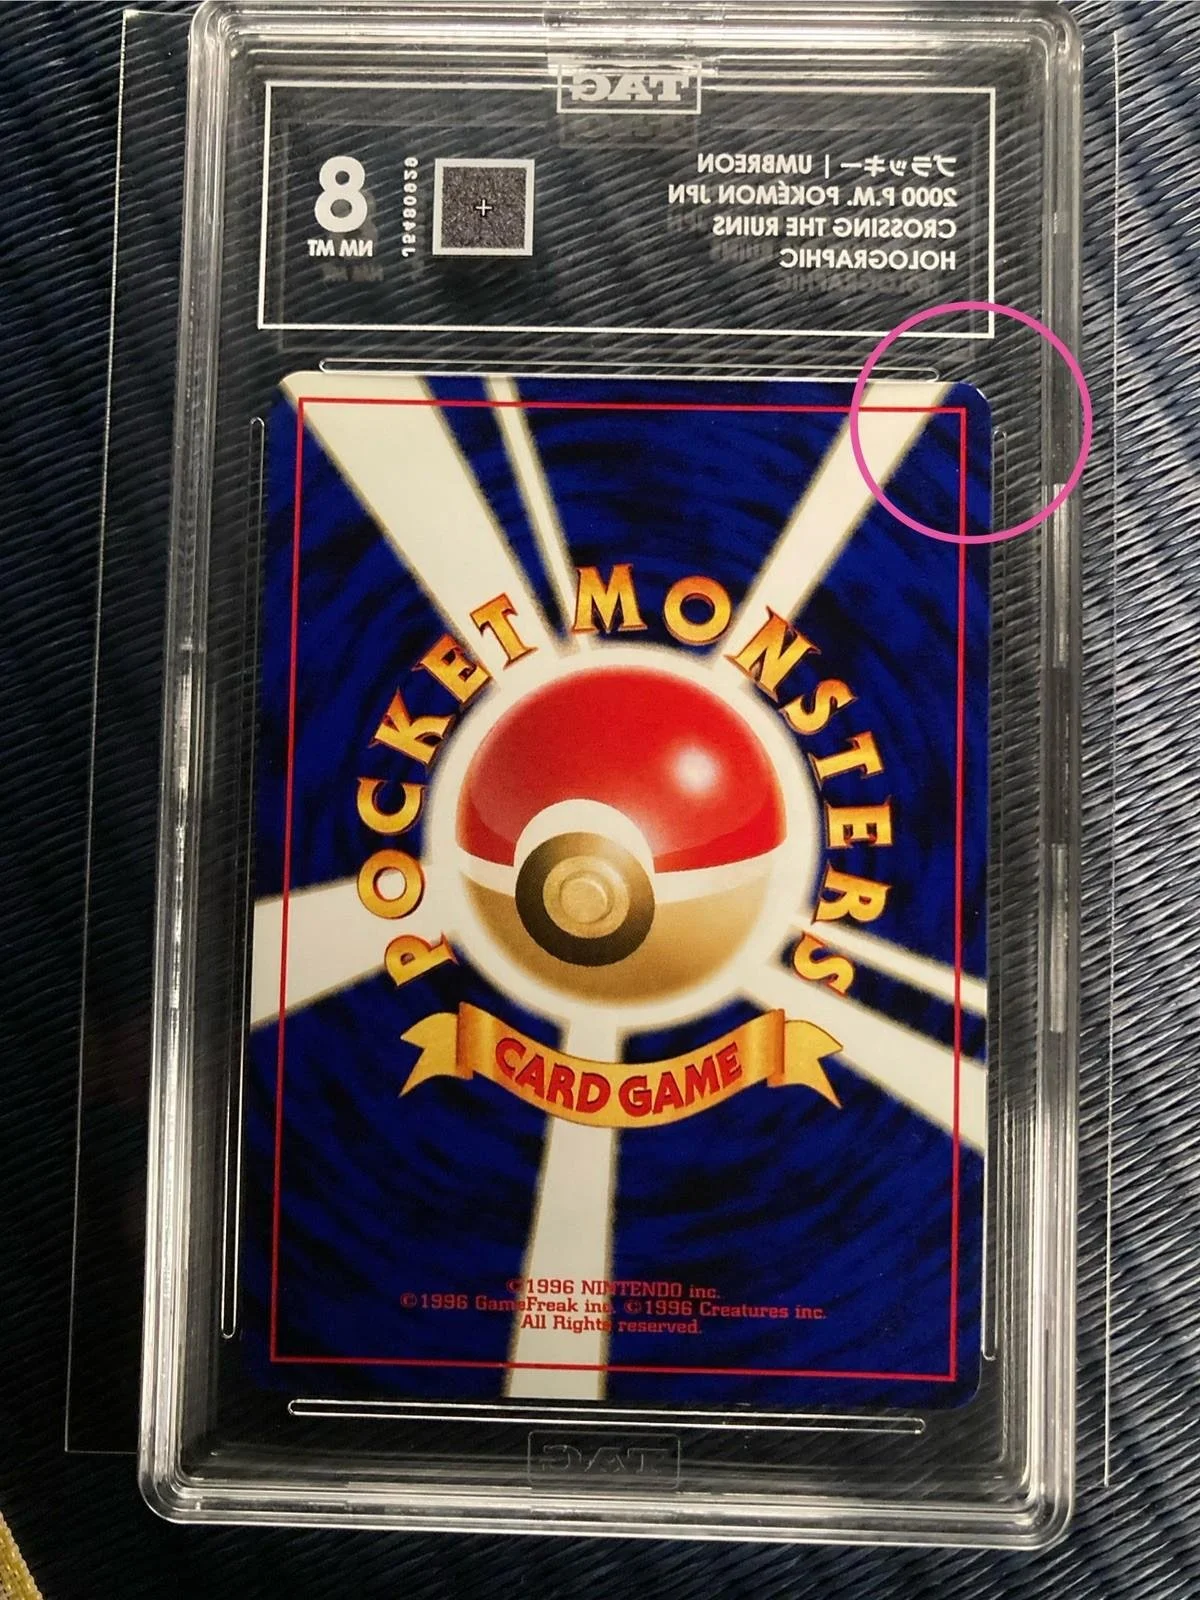 TAG
ブラッキー | UMBREON
2000 P.M. POKÉMON JPN
CROSSING THE RUINS
HOLOGRAPHIC
J5480929
8
NM MT
POCKET MONSTERS
CARD GAME
©1996 NINTENDO inc.
©1996 GameFreak inc. ©1996 Creatures inc.
All Rights reserved.
TAG